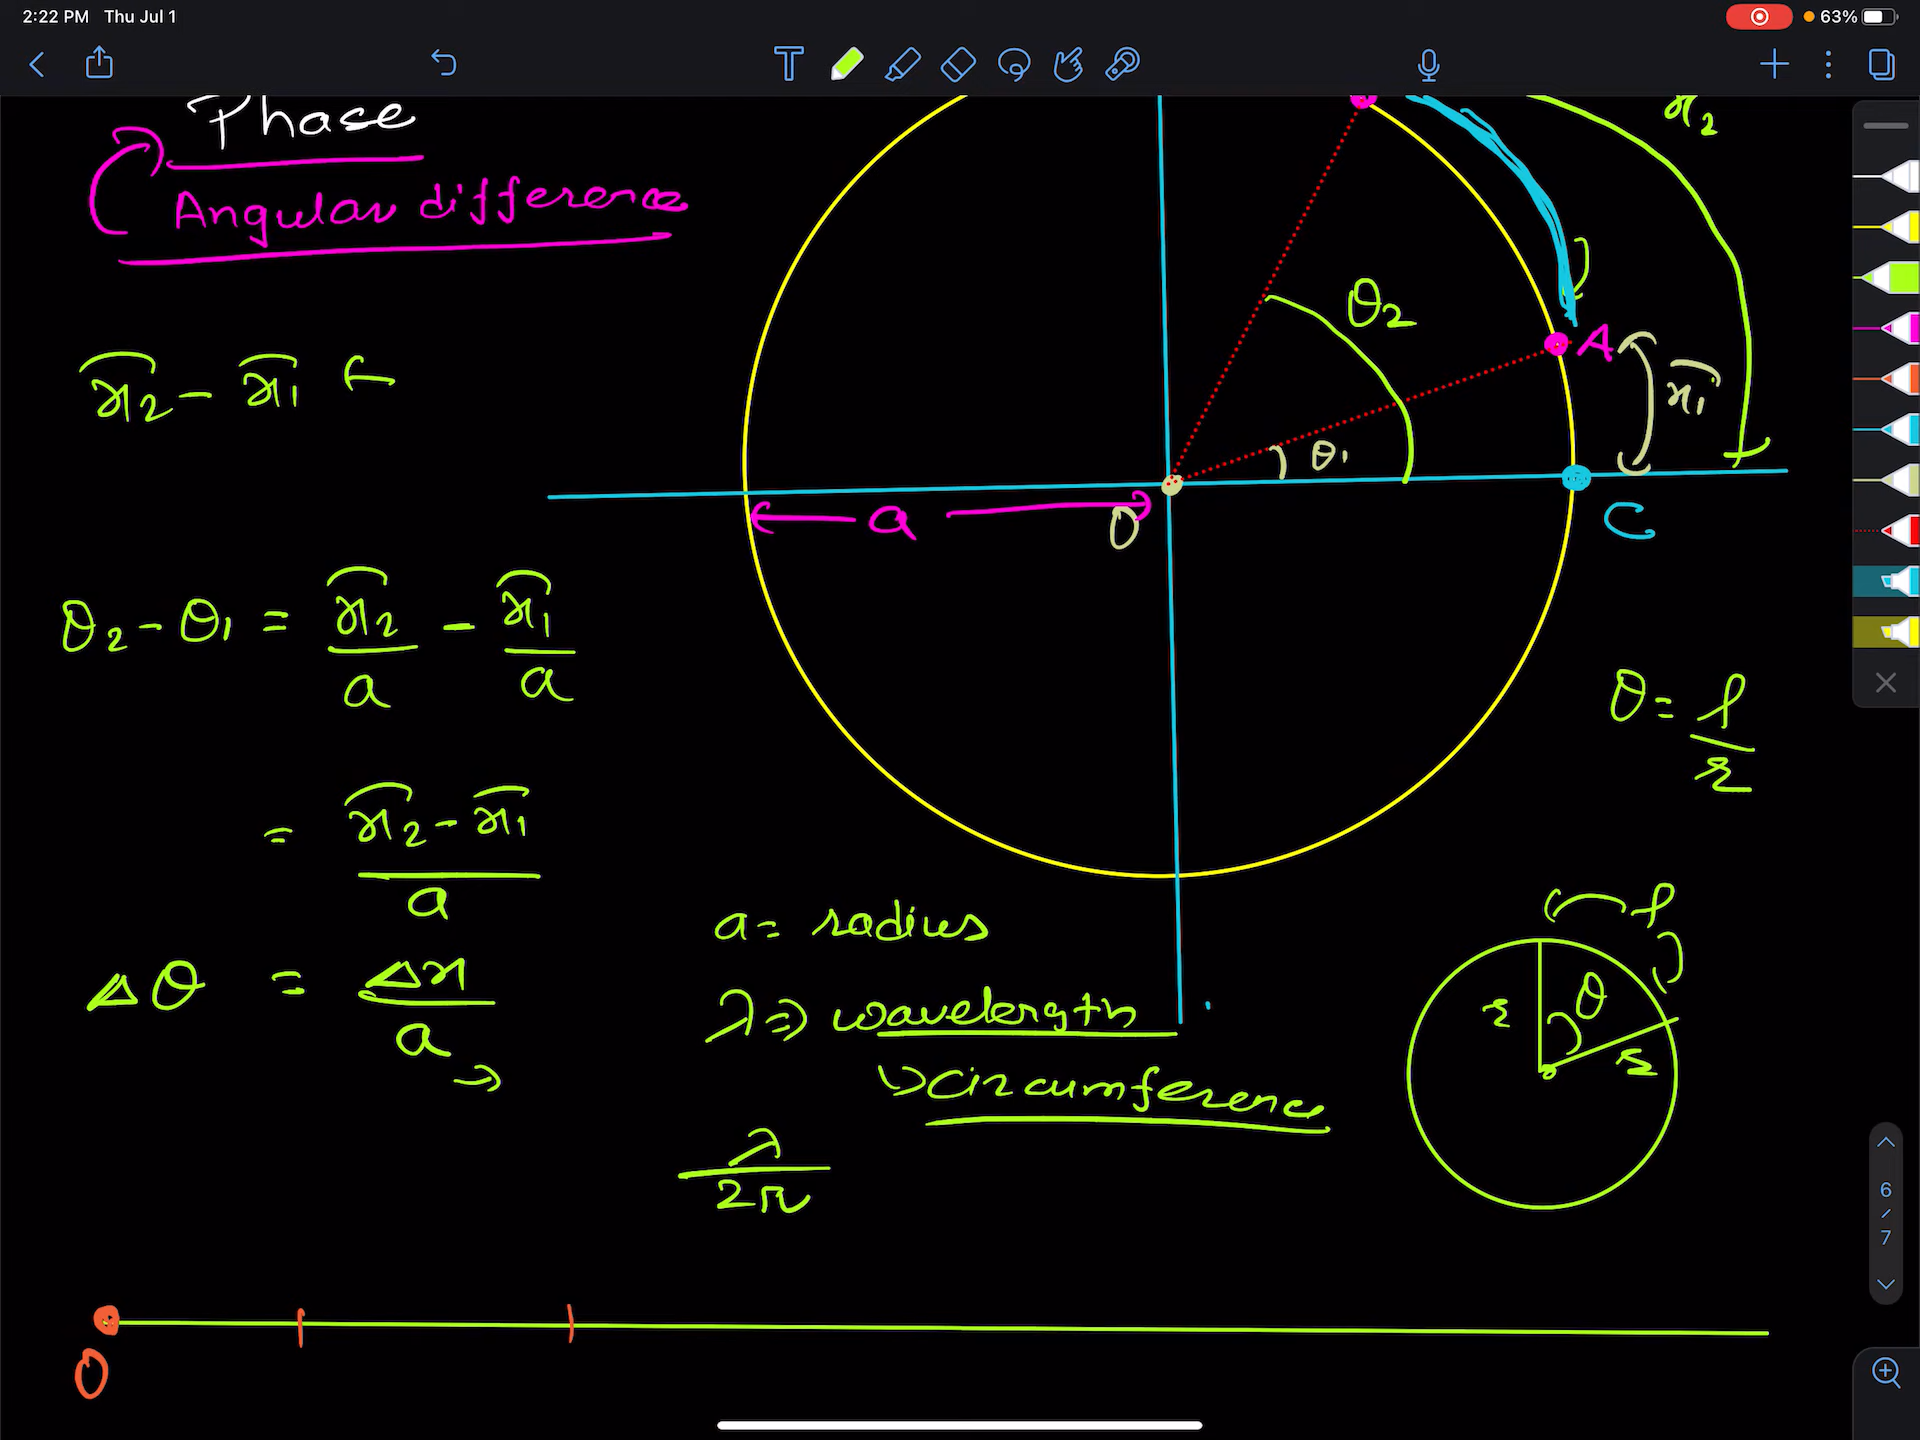 2:22 PM Thu Jul 1
63%
Phase
Angular difference
x₂
x₂ - x₁
θ₂
A
x₁
θ₁
a
O
C
θ₂ - θ₁ = x₂/a - x₁/a
θ = l/r
= x₂ - x₁/a
a = radius
l
Δθ = Δx/a
λ ⇒ wavelength
r θ r
↳ circumference
λ/2π
6/7
O